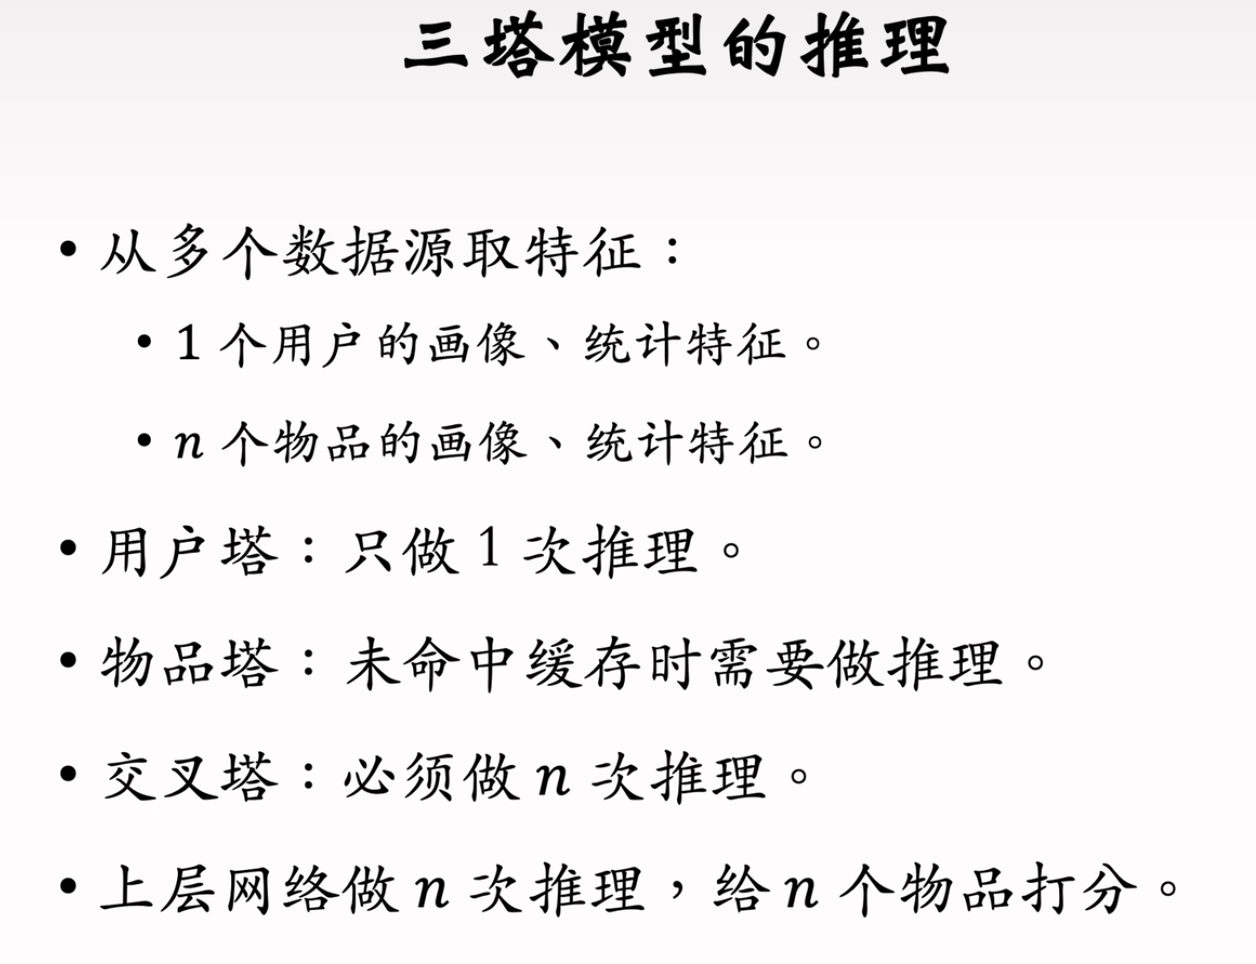 三塔模型的推理
• 从多个数据源取特征：
• 1 个用户的画像、统计特征。
• n 个物品的画像、统计特征。
• 用户塔：只做 1 次推理。
• 物品塔：未命中缓存时需要做推理。
• 交叉塔：必须做 n 次推理。
• 上层网络做 n 次推理，给 n 个物品打分。